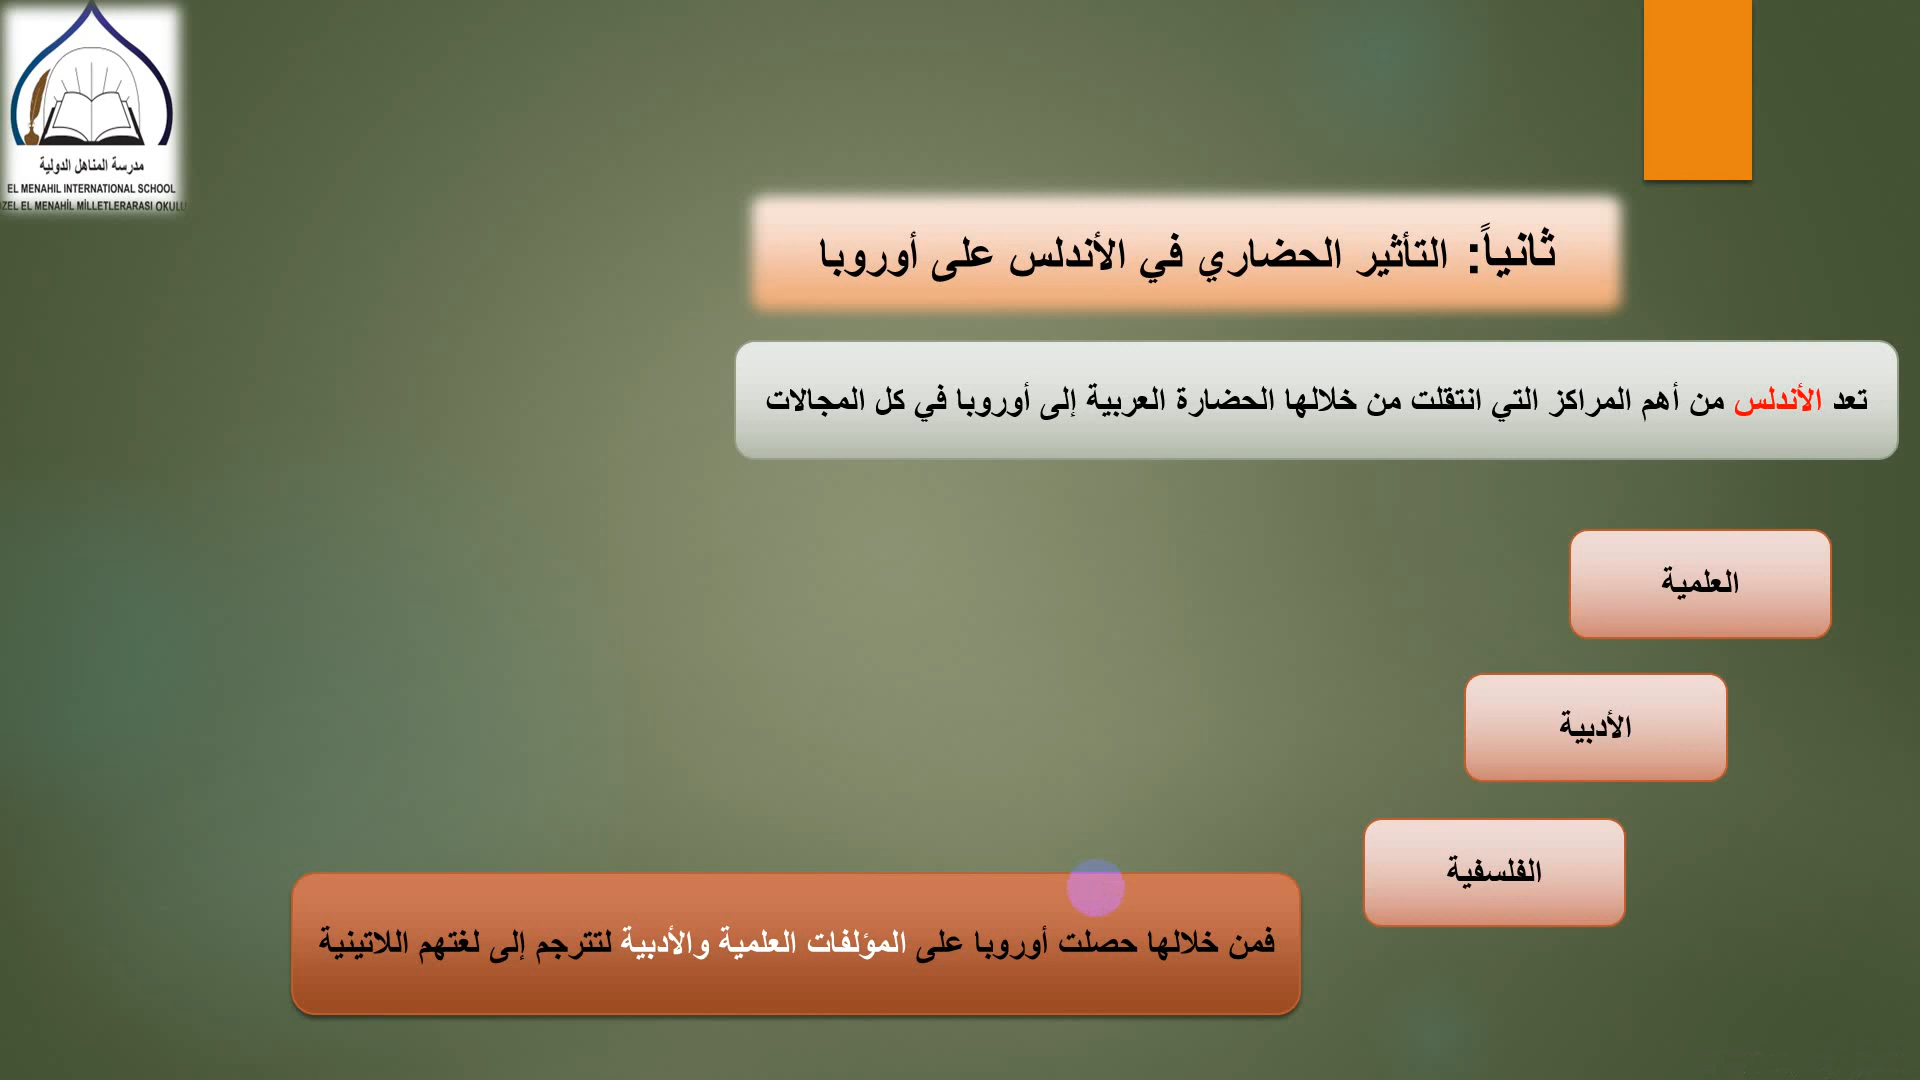 مدرسة المناهل الدولية
EL MENAHIL INTERNATIONAL SCHOOL
ZEL EL MENAHİL MİLLETLERARASI OKULU
ثانياً: التأثير الحضاري في الأندلس على أوروبا
تعد الأندلس من أهم المراكز التي انتقلت من خلالها الحضارة العربية إلى أوروبا في كل المجالات
العلمية
الأدبية
الفلسفية
فمن خلالها حصلت أوروبا على المؤلفات العلمية والأدبية لتترجم إلى لغتهم اللاتينية